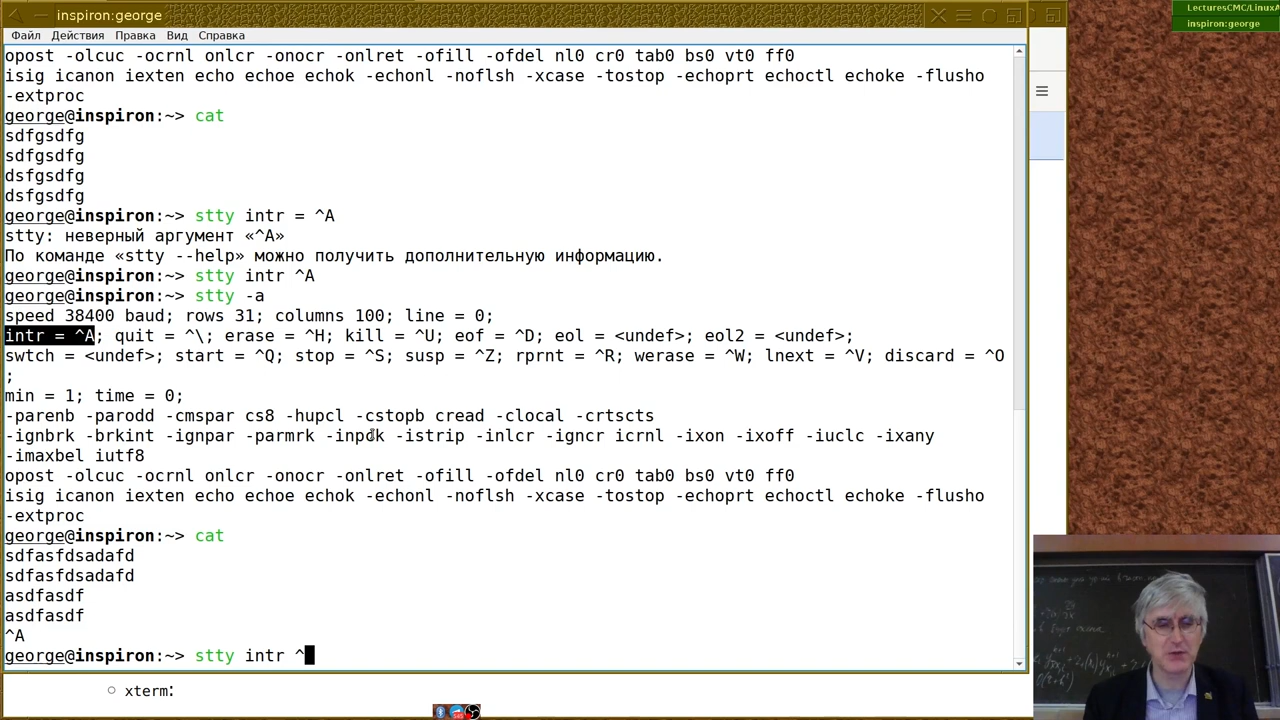 inspiron:george
Файл Действия Правка Вид Справка
opost -olcuc -ocrnl onlcr -onocr -onlret -ofill -ofdel nl0 cr0 tab0 bs0 vt0 ff0
isig icanon iexten echo echoe echok -echonl -noflsh -xcase -tostop -echoprt echoctl echoke -flusho
-extproc
george@inspiron:~> cat
sdfgsdfg
sdfgsdfg
dsfgsdfg
dsfgsdfg
george@inspiron:~> stty intr = ^A
stty: неверный аргумент «^A»
По команде «stty --help» можно получить дополнительную информацию.
george@inspiron:~> stty intr ^A
george@inspiron:~> stty -a
speed 38400 baud; rows 31; columns 100; line = 0;
intr = ^A; quit = ^\; erase = ^H; kill = ^U; eof = ^D; eol = <undef>; eol2 = <undef>;
swtch = <undef>; start = ^Q; stop = ^S; susp = ^Z; rprnt = ^R; werase = ^W; lnext = ^V; discard = ^O
;
min = 1; time = 0;
-parenb -parodd -cmspar cs8 -hupcl -cstopb cread -clocal -crtscts
-ignbrk -brkint -ignpar -parmrk -inpck -istrip -inlcr -igncr icrnl -ixon -ixoff -iuclc -ixany
-imaxbel iutf8
opost -olcuc -ocrnl onlcr -onocr -onlret -ofill -ofdel nl0 cr0 tab0 bs0 vt0 ff0
isig icanon iexten echo echoe echok -echonl -noflsh -xcase -tostop -echoprt echoctl echoke -flusho
-extproc
george@inspiron:~> cat
sdfasfdsadafd
sdfasfdsadafd
asdfasdf
asdfasdf
^A
george@inspiron:~> stty intr ^
xterm:
LecturesCMC/LinuxA
inspiron:george